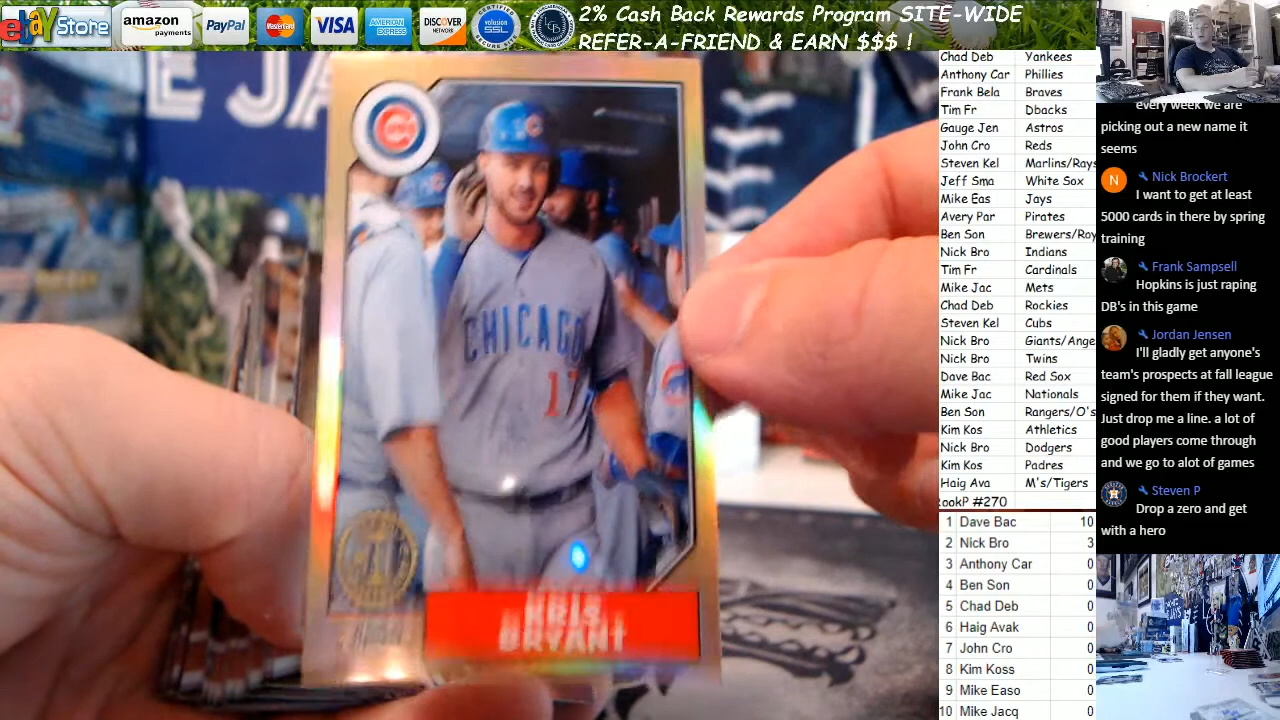 ebay Store
amazon payments
PayPal
MasterCard
VISA
AMERICAN EXPRESS
DISCOVER NETWORK
CERTIFIED
volusion
SSL
SECURE SITE
2% Cash Back Rewards Program SITE-WIDE
REFER-A-FRIEND & EARN $$$ !
CHICAGO
17
KRIS
BRYANT
Chad Deb Yankees
Anthony Car Phillies
Frank Bela Braves
Tim Fr Dbacks
Gauge Jen Astros
John Cro Reds
Steven Kel Marlins/Rays
Jeff Sma White Sox
Mike Eas Jays
Avery Par Pirates
Ben Son Brewers/Roy
Nick Bro Indians
Tim Fr Cardinals
Mike Jac Mets
Chad Deb Rockies
Steven Kel Cubs
Nick Bro Giants/Ange
Nick Bro Twins
Dave Bac Red Sox
Mike Jac Nationals
Ben Son Rangers/O's
Kim Kos Athletics
Nick Bro Dodgers
Kim Kos Padres
Haig Ava M's/Tigers
RookP #270
1 Dave Bac 10
2 Nick Bro 3
3 Anthony Car 0
4 Ben Son 0
5 Chad Deb 0
6 Haig Avak 0
7 John Cro 0
8 Kim Koss 0
9 Mike Easo 0
10 Mike Jacq 0
every week we are
picking out a new name it
seems
N Nick Brockert
I want to get at least
5000 cards in there by spring
training
Frank Sampsell
Hopkins is just raping
DB's in this game
Jordan Jensen
I'll gladly get anyone's
team's prospects at fall league
signed for them if they want.
Just drop me a line. a lot of
good players come through
and we go to alot of games
Steven P
Drop a zero and get
with a hero